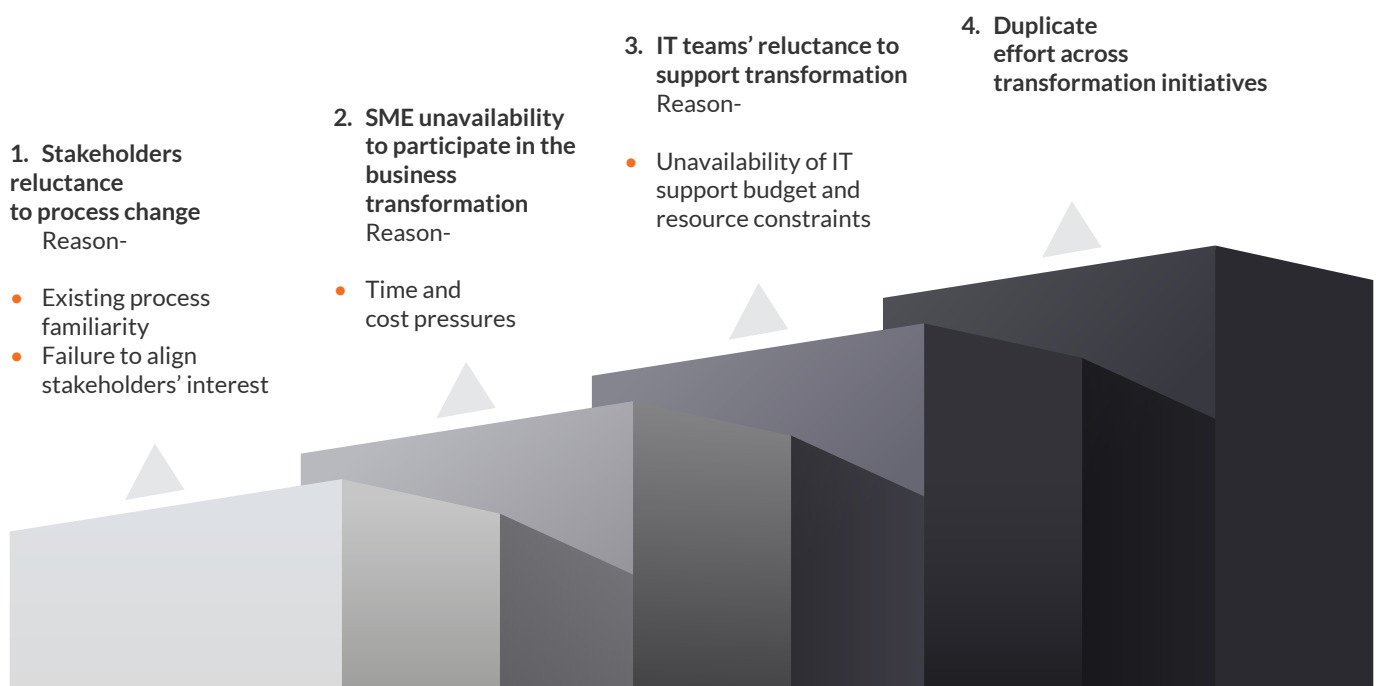 1. Stakeholders
reluctance
to process change
Reason-
• Existing process
familiarity
• Failure to align
stakeholders’ interest
2. SME unavailability
to participate in the
business
transformation
Reason-
• Time and
cost pressures
3. IT teams’ reluctance to
support transformation
Reason-
• Unavailability of IT
support budget and
resource constraints
4. Duplicate
effort across
transformation initiatives